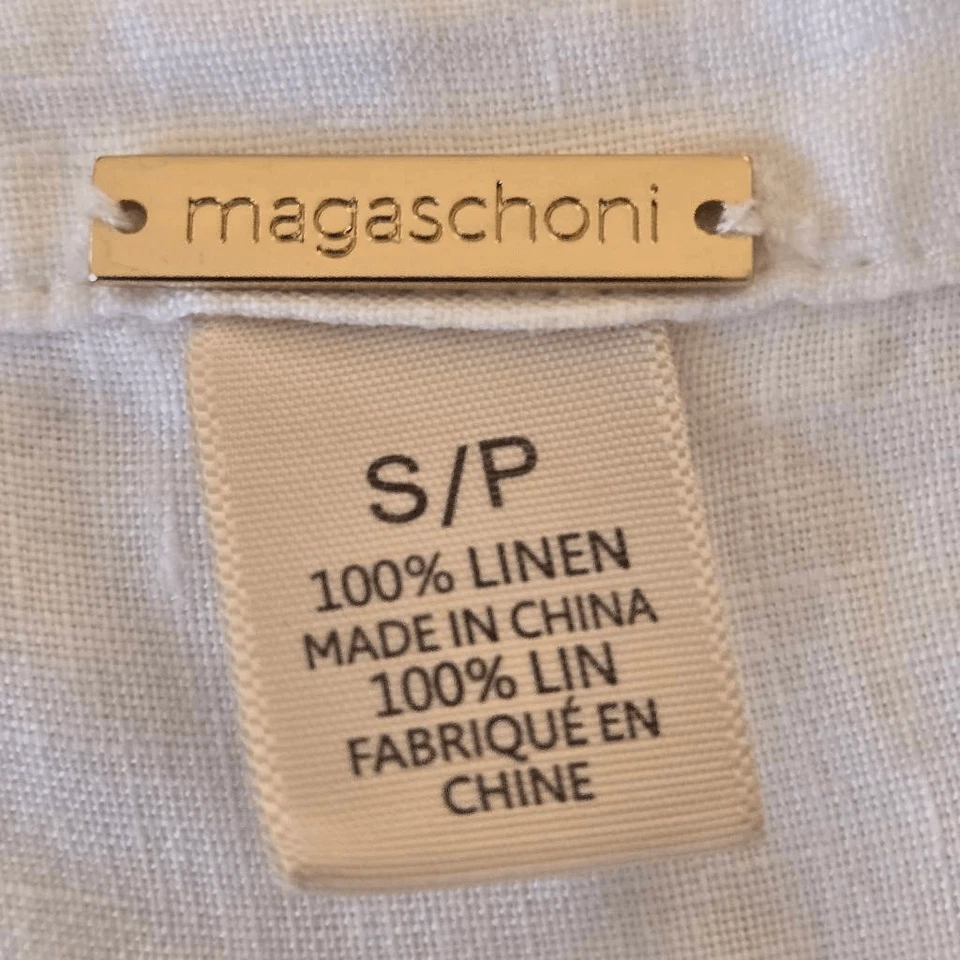 magaschoni
S/P
100% LINEN
MADE IN CHINA
100% LIN
FABRIQUÉ EN
CHINE